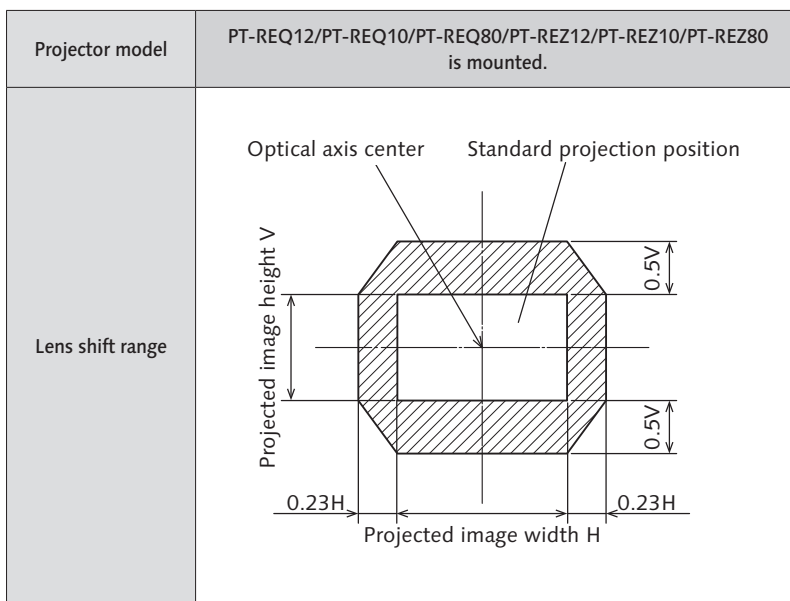 Projector model
PT-REQ12/PT-REQ10/PT-REQ80/PT-REZ12/PT-REZ10/PT-REZ80
is mounted.
Lens shift range
Optical axis center
Standard projection position
Projected image height V
0.5V
0.5V
0.23H
0.23H
Projected image width H